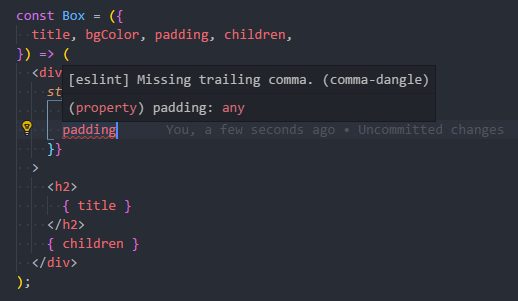 const Box = ({
title, bgColor, padding, children,
}) => (
<div
[eslint] Missing trailing comma. (comma-dangle)
st
(property) padding: any
padding You, a few seconds ago • Uncommitted changes
}}
>
<h2>
{ title }
</h2>
{ children }
</div>
);